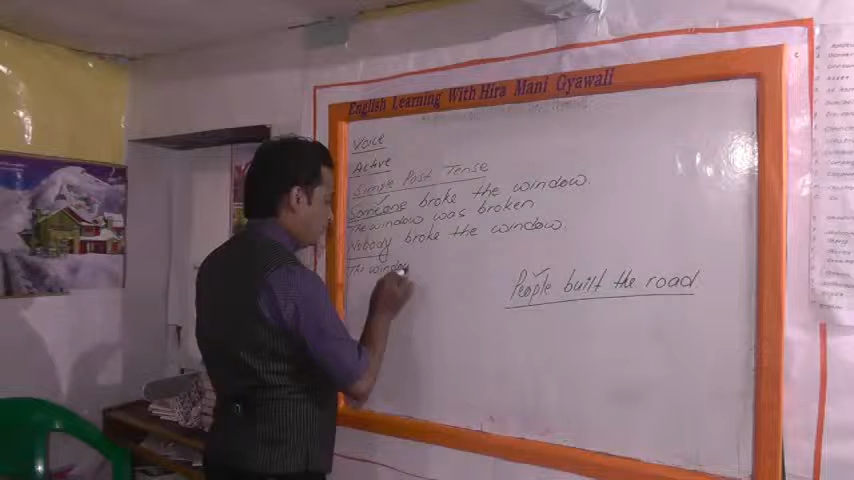 English Learning With Hira Mani Gyawali
Voice
Active
Simple Past Tense
Someone broke the window.
The window was broken
Nobody broke the window.
The window
People built the road.